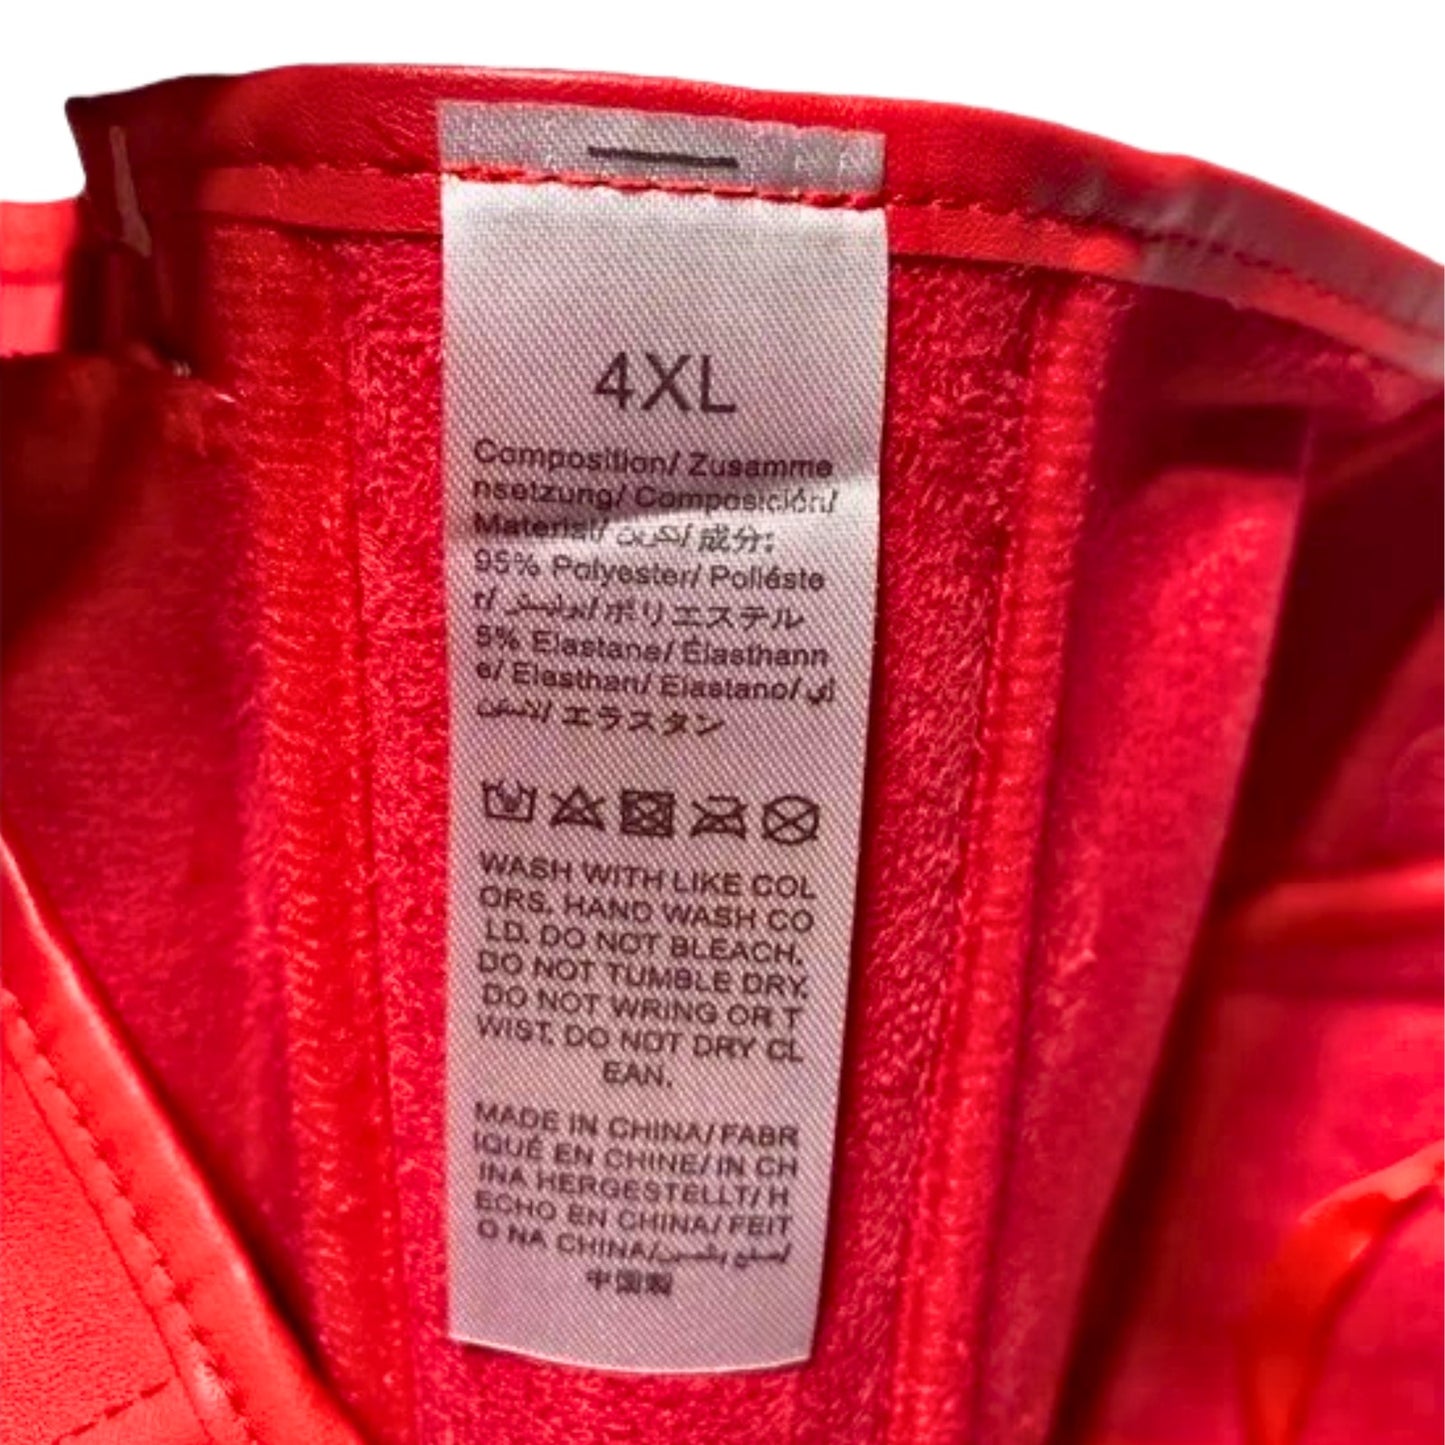 4XL
Composition/ Zusamme
nsetzung/ Composición/
Material/ 成分:
95% Polyester/ Poliéste
r/ ポリエステル
5% Elastane/ Élasthann
e/ Elasthan/ Elastano/ إي
エラスタン
WASH WITH LIKE COL
ORS. HAND WASH CO
LD. DO NOT BLEACH.
DO NOT TUMBLE DRY.
DO NOT WRING OR T
WIST. DO NOT DRY CL
EAN.
MADE IN CHINA/ FABR
IQUÉ EN CHINE/ IN CH
INA HERGESTELLT/ H
ECHO EN CHINA/ FEIT
O NA CHINA/
中国製